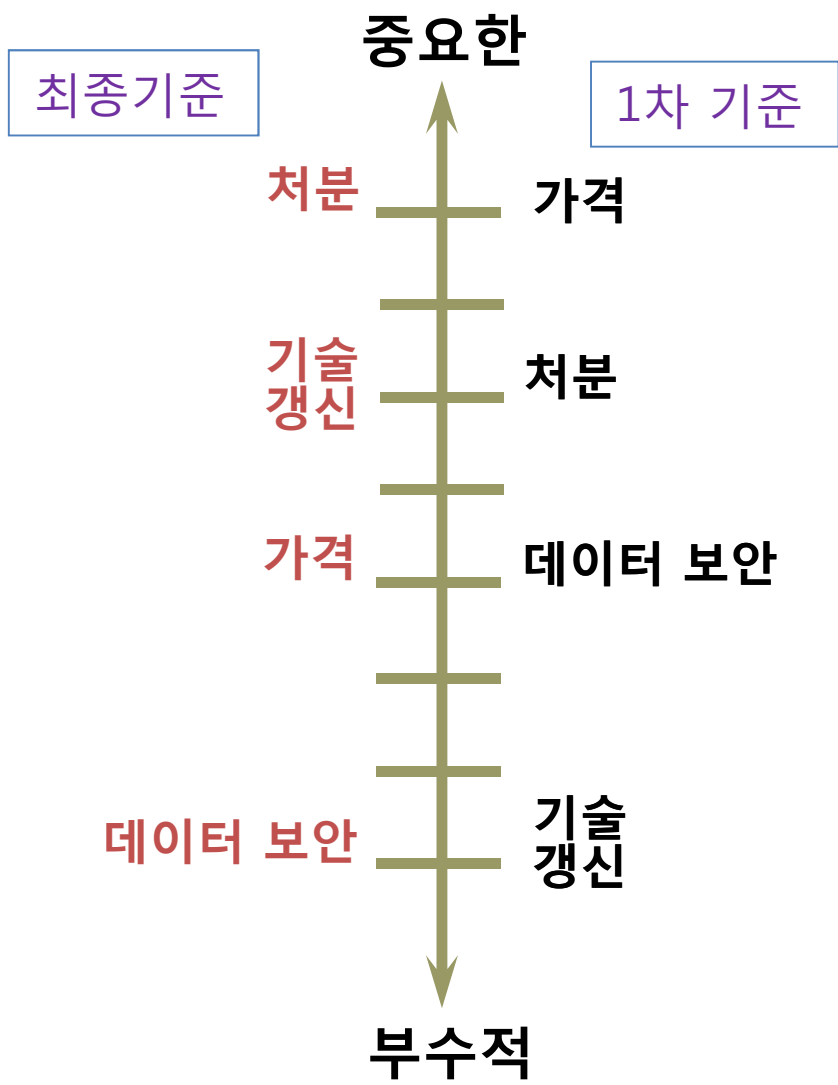 중요한
최종기준
1차 기준
처분
가격
기술
갱신
처분
가격
데이터 보안
데이터 보안
기술
갱신
부수적